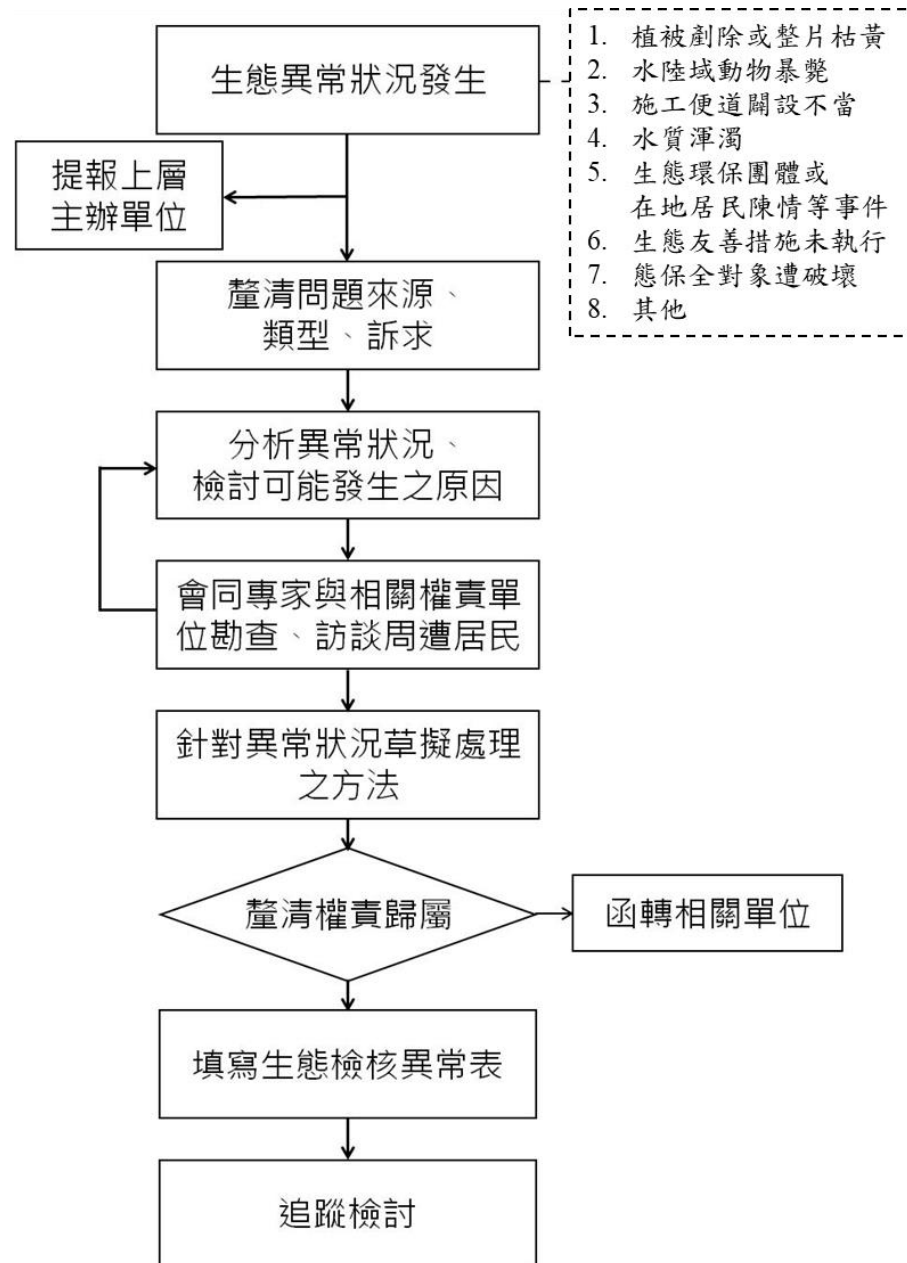 生態異常狀況發生
1. 植被剷除或整片枯黃
2. 水陸域動物暴斃
3. 施工便道闢設不當
4. 水質渾濁
5. 生態環保團體或
在地居民陳情等事件
6. 生態友善措施未執行
7. 態保全對象遭破壞
8. 其他
提報上層
主辦單位
釐清問題來源、
類型、訴求
分析異常狀況、
檢討可能發生之原因
會同專家與相關權責單
位勘查、訪談周遭居民
針對異常狀況草擬處理
之方法
釐清權責歸屬
函轉相關單位
填寫生態檢核異常表
追蹤檢討